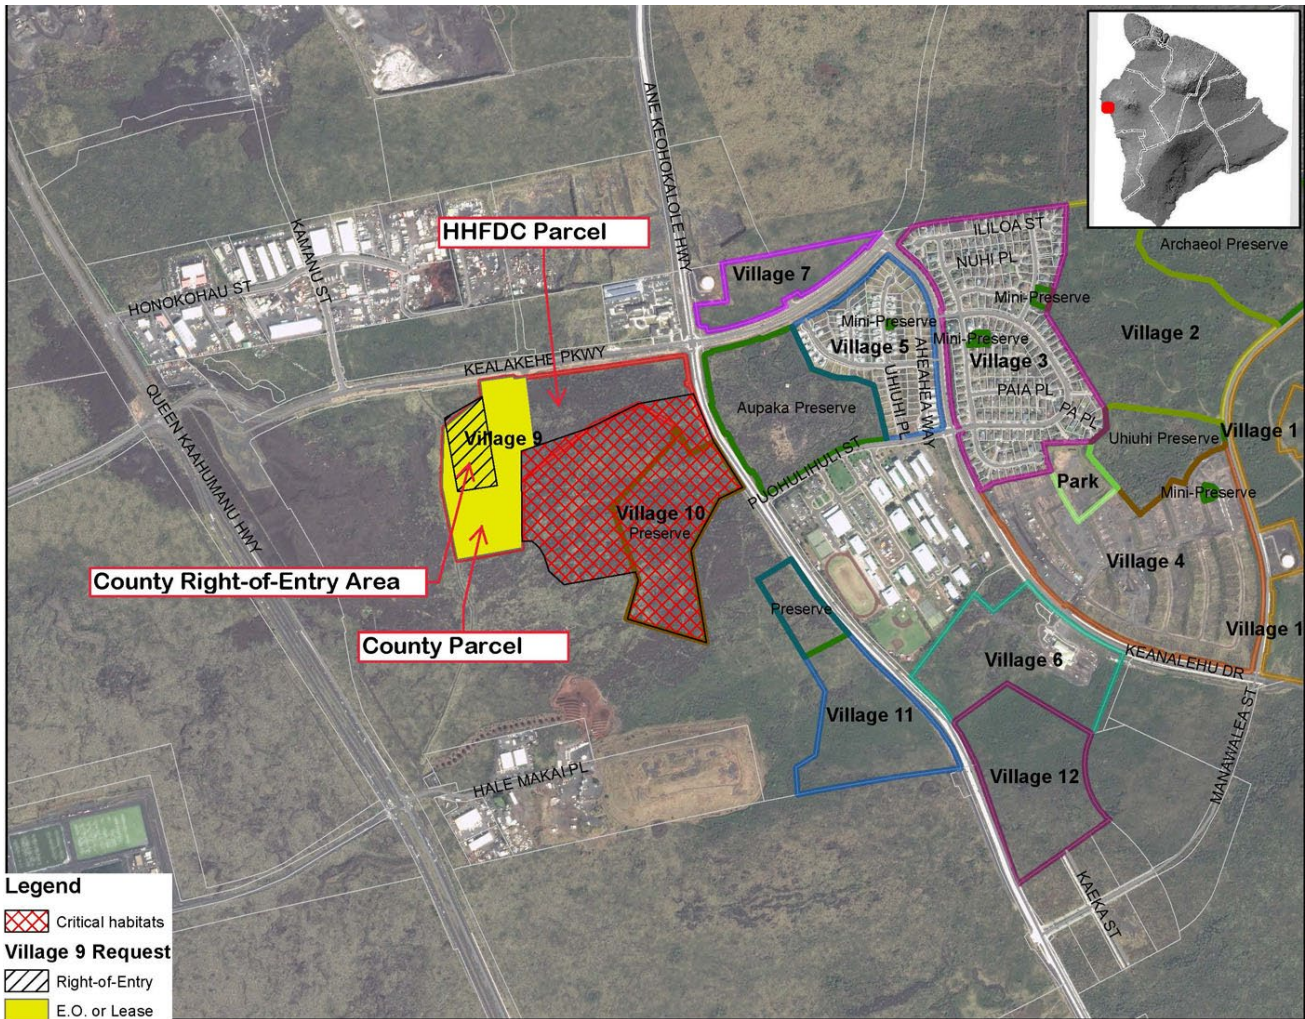 ANE KEOHOKALOLE HWY
KAMANU ST
HONOKOHAU ST
HHFDC Parcel
Village 7
ILILOA ST
NUHI PL
Archaeol Preserve
Mini-Preserve
Village 2
Mini-Preserve
Village 5
Mini-Preserve
Village 3
AHEAHEA WAY
UHIUHI PL
PAIA PL
PA PL
KEALAKEHE PKWY
QUEEN KAAHUMANU HWY
Village 9
Aupaka Preserve
PUOHULIHULI ST
Uhiuhi Preserve
Village 1
Park
Mini-Preserve
Village 10
Preserve
Village 4
County Right-of-Entry Area
County Parcel
Preserve
Village 6
Village 1
KEANALEHU DR
MANAWALEA ST
Village 11
Village 12
HALE MAKAI PL
KAEKA ST
Legend
Critical habitats
Village 9 Request
Right-of-Entry
E.O. or Lease